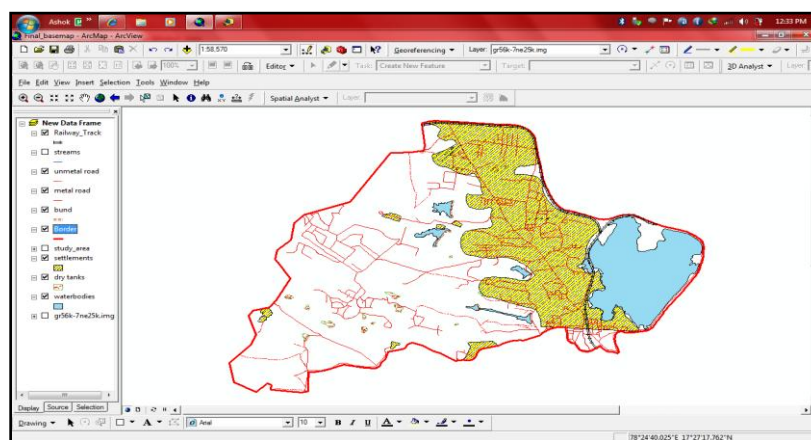 Ashok
12:33 PM
Final_basemap - ArcMap - ArcView
1:58,570
Georeferencing Layer: gr56k-7ne25k.img
100% Editor Task: Create New Feature Target: 3D Analyst Layer
File Edit View Insert Selection Tools Window Help
Spatial Analyst Layer:
New Data Frame
Railway_Track
streams
unmetal road
metal road
bund
Border
study_area
settlements
dry tanks
waterbodies
gr56k-7ne25k.img
Display Source Selection
Drawing A Arial 10 B I U A
78°24'40.025"E 17°27'17.762"N